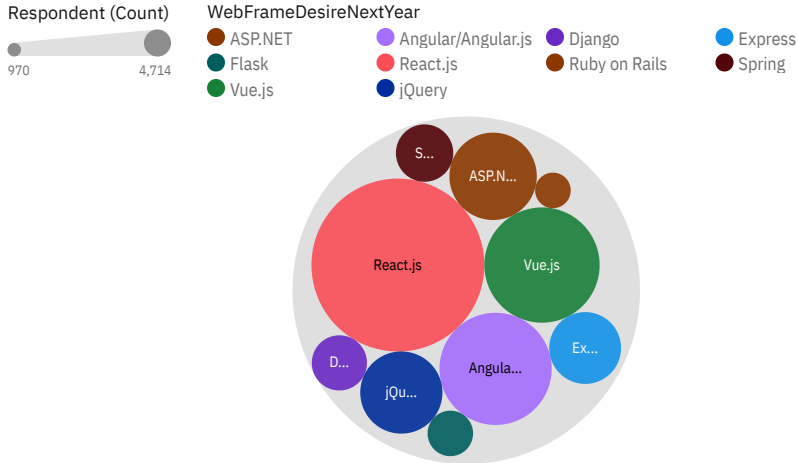 Respondent (Count)
970
4,714
WebFrameDesireNextYear
ASP.NET
Angular/Angular.js
Django
Express
Flask
React.js
Ruby on Rails
Spring
Vue.js
jQuery
S...
ASP.N...
React.js
Vue.js
Ex...
D...
Angula...
jQu...